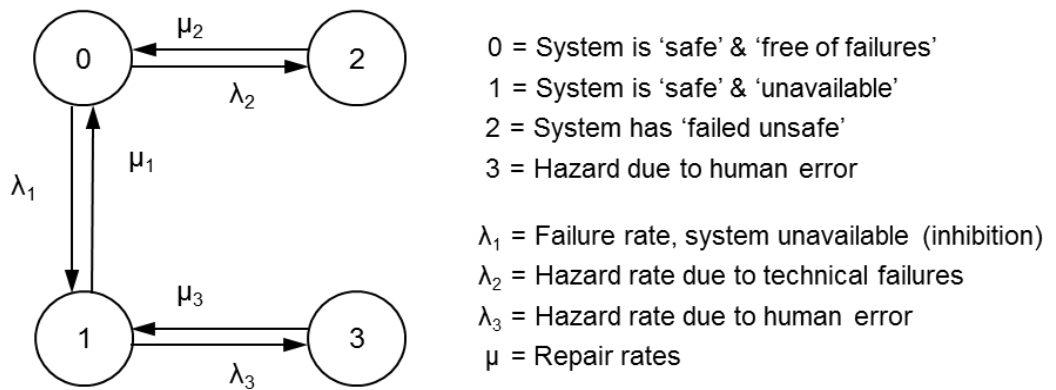 μ2
0
2
λ2
μ1
λ1
μ3
1
3
λ3
0 = System is ‘safe’ & ‘free of failures’
1 = System is ‘safe’ & ‘unavailable’
2 = System has ‘failed unsafe’
3 = Hazard due to human error
λ1 = Failure rate, system unavailable (inhibition)
λ2 = Hazard rate due to technical failures
λ3 = Hazard rate due to human error
μ = Repair rates